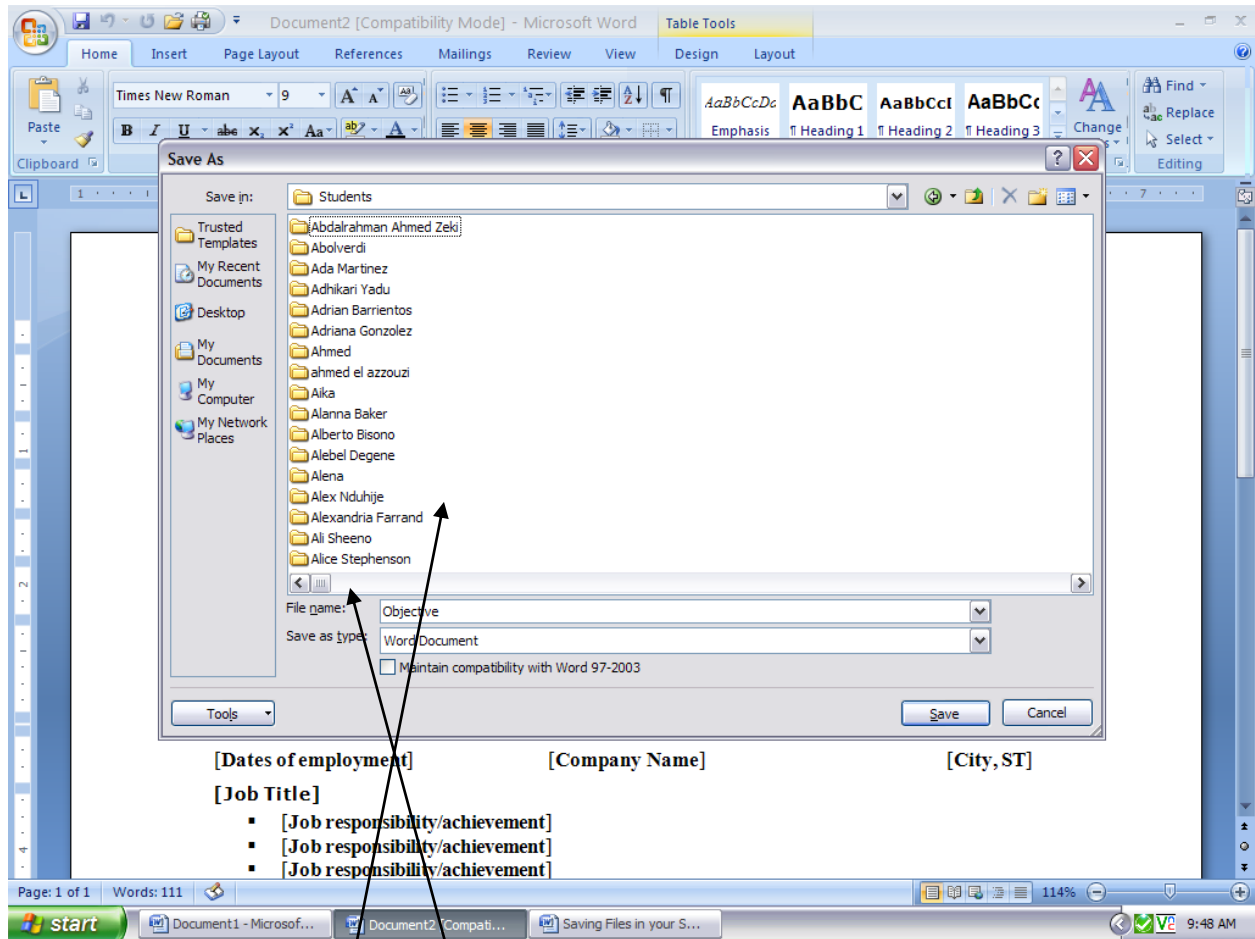 Document2 [Compatibility Mode] - Microsoft Word Table Tools
Home Insert Page Layout References Mailings Review View Design Layout
Times New Roman 9 AaBbCcDc AaBbC AaBbCcI AaBbCc Find
Replace
Paste Emphasis ¶ Heading 1 ¶ Heading 2 ¶ Heading 3 Change Select
Clipboard Editing
Save As
Save in: Students
Trusted Templates
My Recent Documents
Desktop
My Documents
My Computer
My Network Places
Abdalrahman Ahmed Zeki
Abolverdi
Ada Martinez
Adhikari Yadu
Adrian Barrientos
Adriana Gonzolez
Ahmed
ahmed el azzouzi
Aika
Alanna Baker
Alberto Bisono
Alebel Degene
Alena
Alex Nduhije
Alexandria Farrand
Ali Sheeno
Alice Stephenson
File name: Objective
Save as type: Word Document
Maintain compatibility with Word 97-2003
Tools Save Cancel
[Dates of employment] [Company Name] [City, ST]
[Job Title]
▪ [Job responsibility/achievement]
▪ [Job responsibility/achievement]
▪ [Job responsibility/achievement]
Page: 1 of 1 Words: 111 114%
start Document1 - Microsof... Document2 [Compati... Saving Files in your S... 9:48 AM